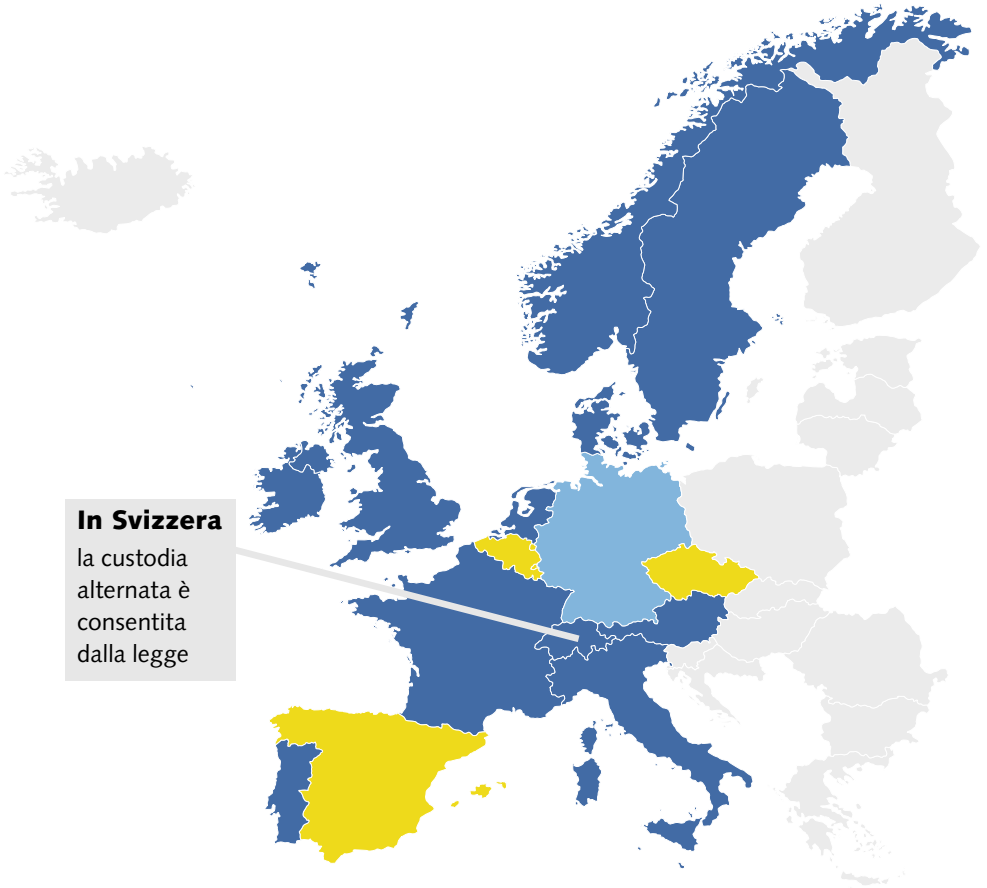 In Svizzera
la custodia
alternata è
consentita
dalla legge